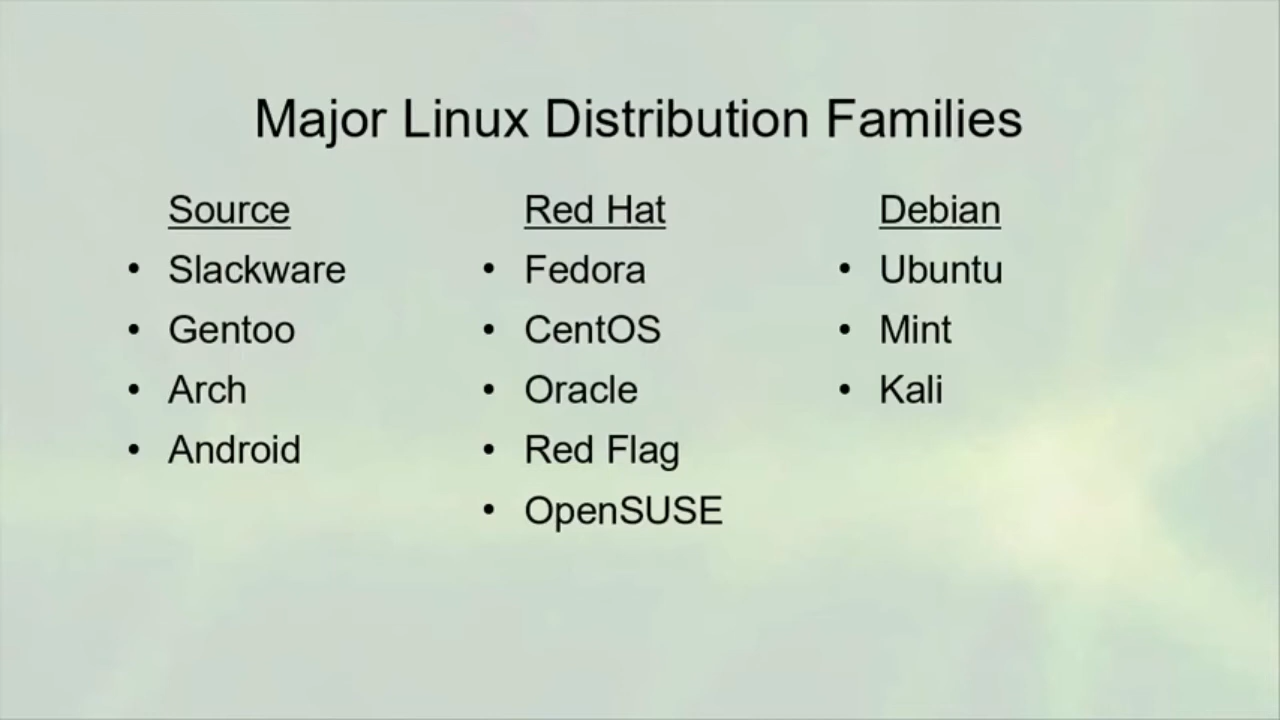 Major Linux Distribution Families
Source
• Slackware
• Gentoo
• Arch
• Android
Red Hat
• Fedora
• CentOS
• Oracle
• Red Flag
• OpenSUSE
Debian
• Ubuntu
• Mint
• Kali